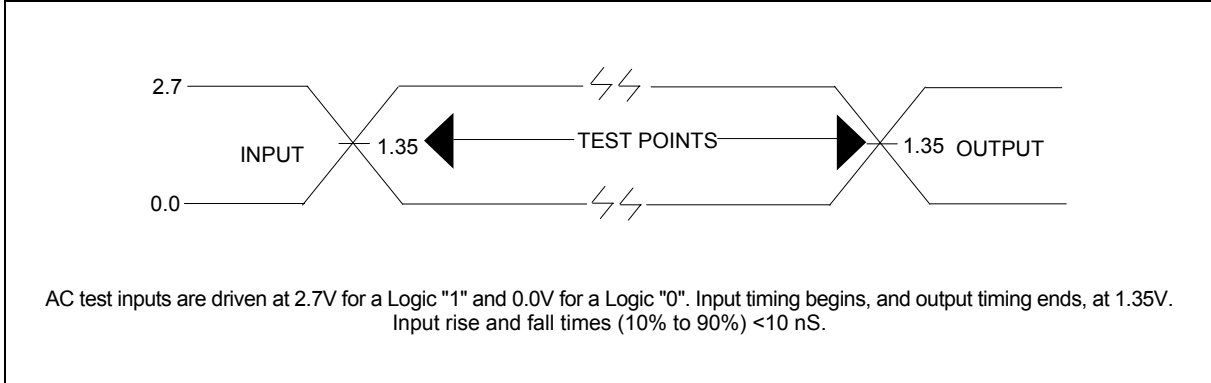 2.7
INPUT 1.35 TEST POINTS 1.35 OUTPUT
0.0
AC test inputs are driven at 2.7V for a Logic "1" and 0.0V for a Logic "0". Input timing begins, and output timing ends, at 1.35V.
Input rise and fall times (10% to 90%) <10 nS.